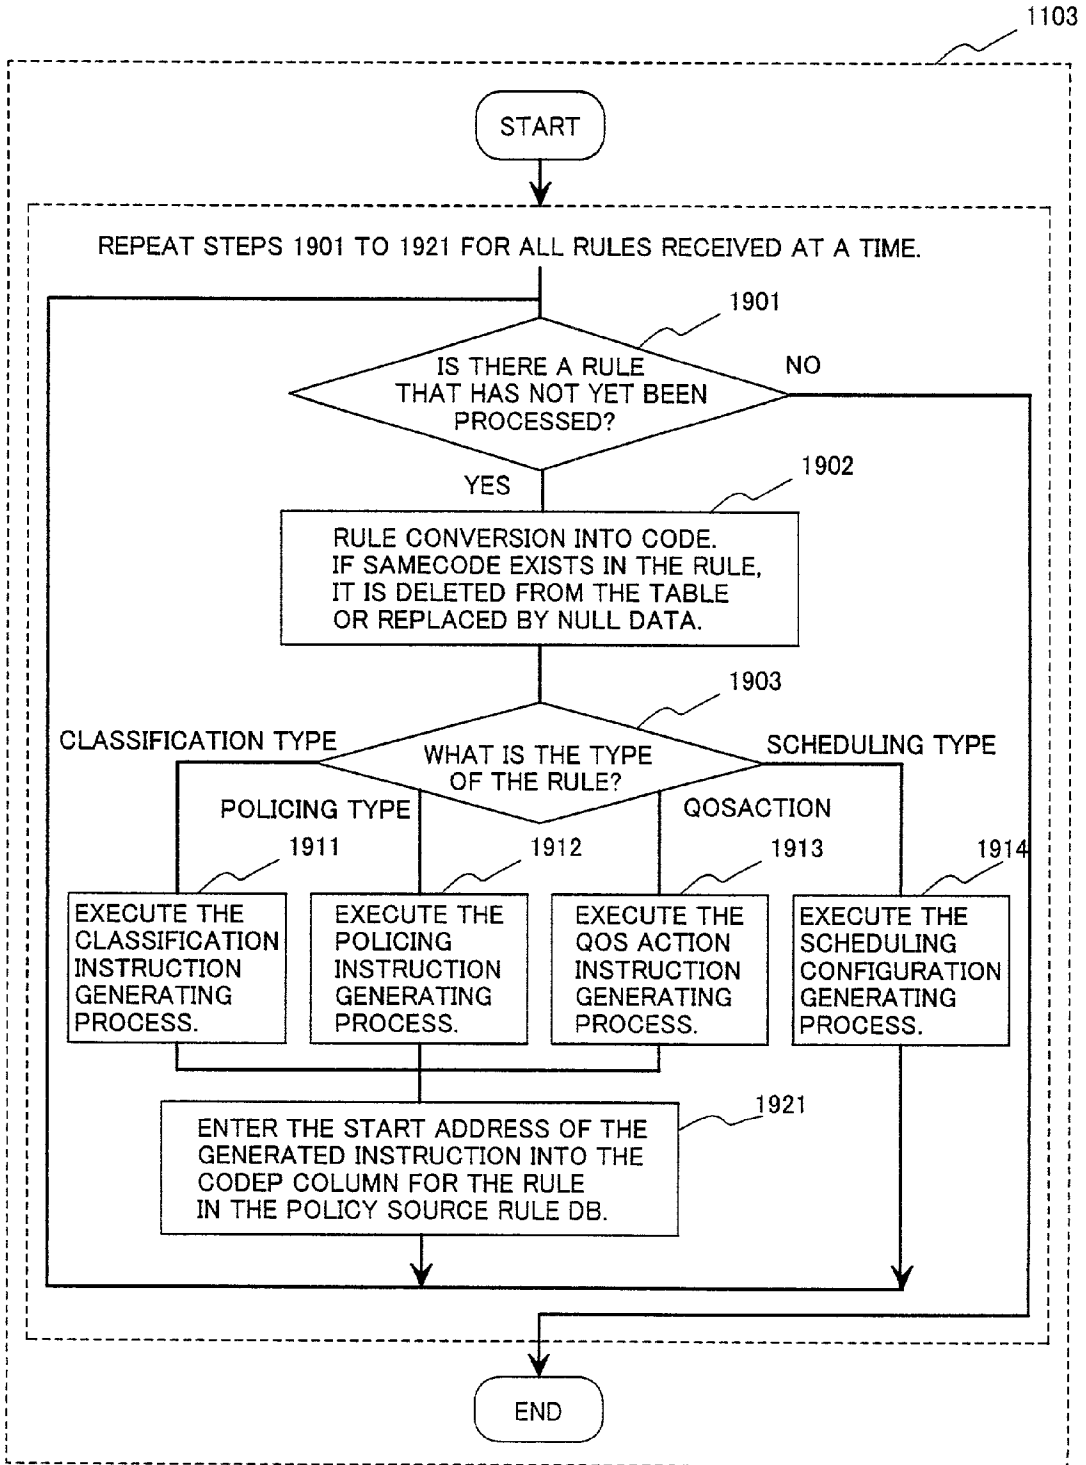 1103
START
REPEAT STEPS 1901 TO 1921 FOR ALL RULES RECEIVED AT A TIME.
1901
IS THERE A RULE
THAT HAS NOT YET BEEN
PROCESSED?
NO
YES
1902
RULE CONVERSION INTO CODE.
IF SAMECODE EXISTS IN THE RULE,
IT IS DELETED FROM THE TABLE
OR REPLACED BY NULL DATA.
1903
CLASSIFICATION TYPE
WHAT IS THE TYPE
OF THE RULE?
SCHEDULING TYPE
POLICING TYPE
QOSACTION
1911
1912
1913
1914
EXECUTE THE
CLASSIFICATION
INSTRUCTION
GENERATING
PROCESS.
EXECUTE THE
POLICING
INSTRUCTION
GENERATING
PROCESS.
EXECUTE THE
QOS ACTION
INSTRUCTION
GENERATING
PROCESS.
EXECUTE THE
SCHEDULING
CONFIGURATION
GENERATING
PROCESS.
1921
ENTER THE START ADDRESS OF THE
GENERATED INSTRUCTION INTO THE
CODEP COLUMN FOR THE RULE
IN THE POLICY SOURCE RULE DB.
END